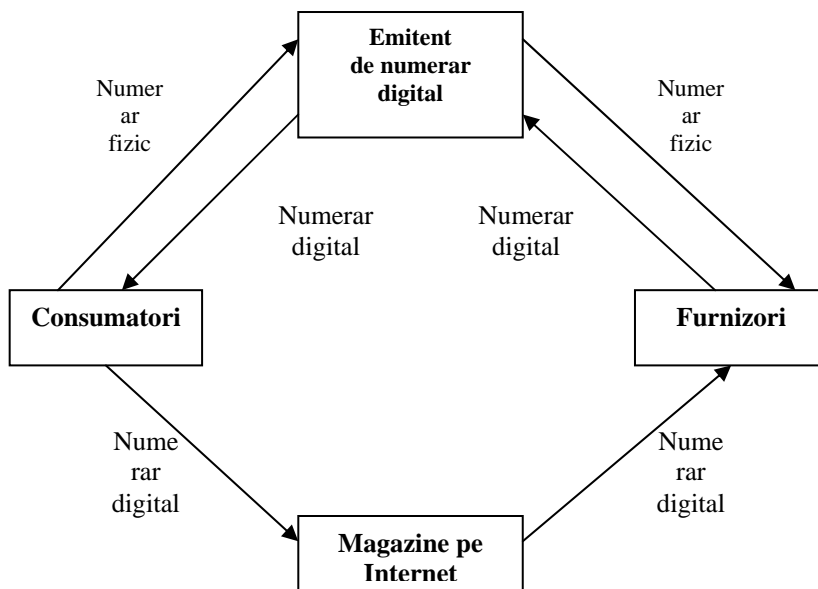 Emitent
de numerar
digital
Numer
ar
fizic
Numer
ar
fizic
Numerar
digital
Numerar
digital
Consumatori
Furnizori
Nume
rar
digital
Nume
rar
digital
Magazine pe
Internet